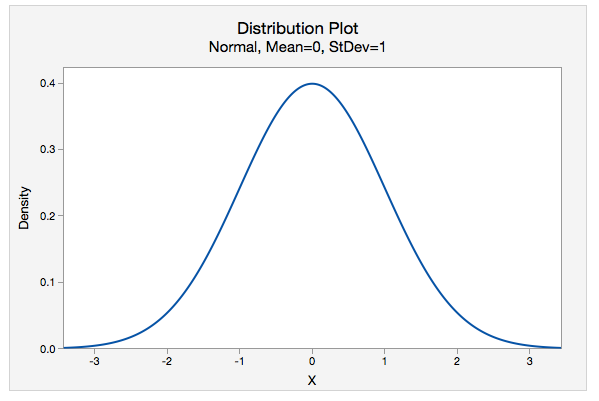 Distribution Plot
Normal, Mean=0, StDev=1
0.4
0.3
0.2
0.1
0.0
Density
-3 -2 -1 0 1 2 3
X